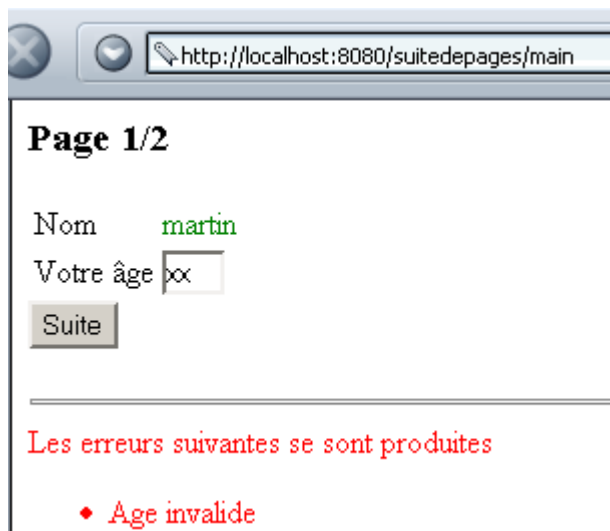 http://localhost:8080/suitedepages/main
Page 1/2
Nom martin
Votre âge xx
Suite
Les erreurs suivantes se sont produites
Age invalide